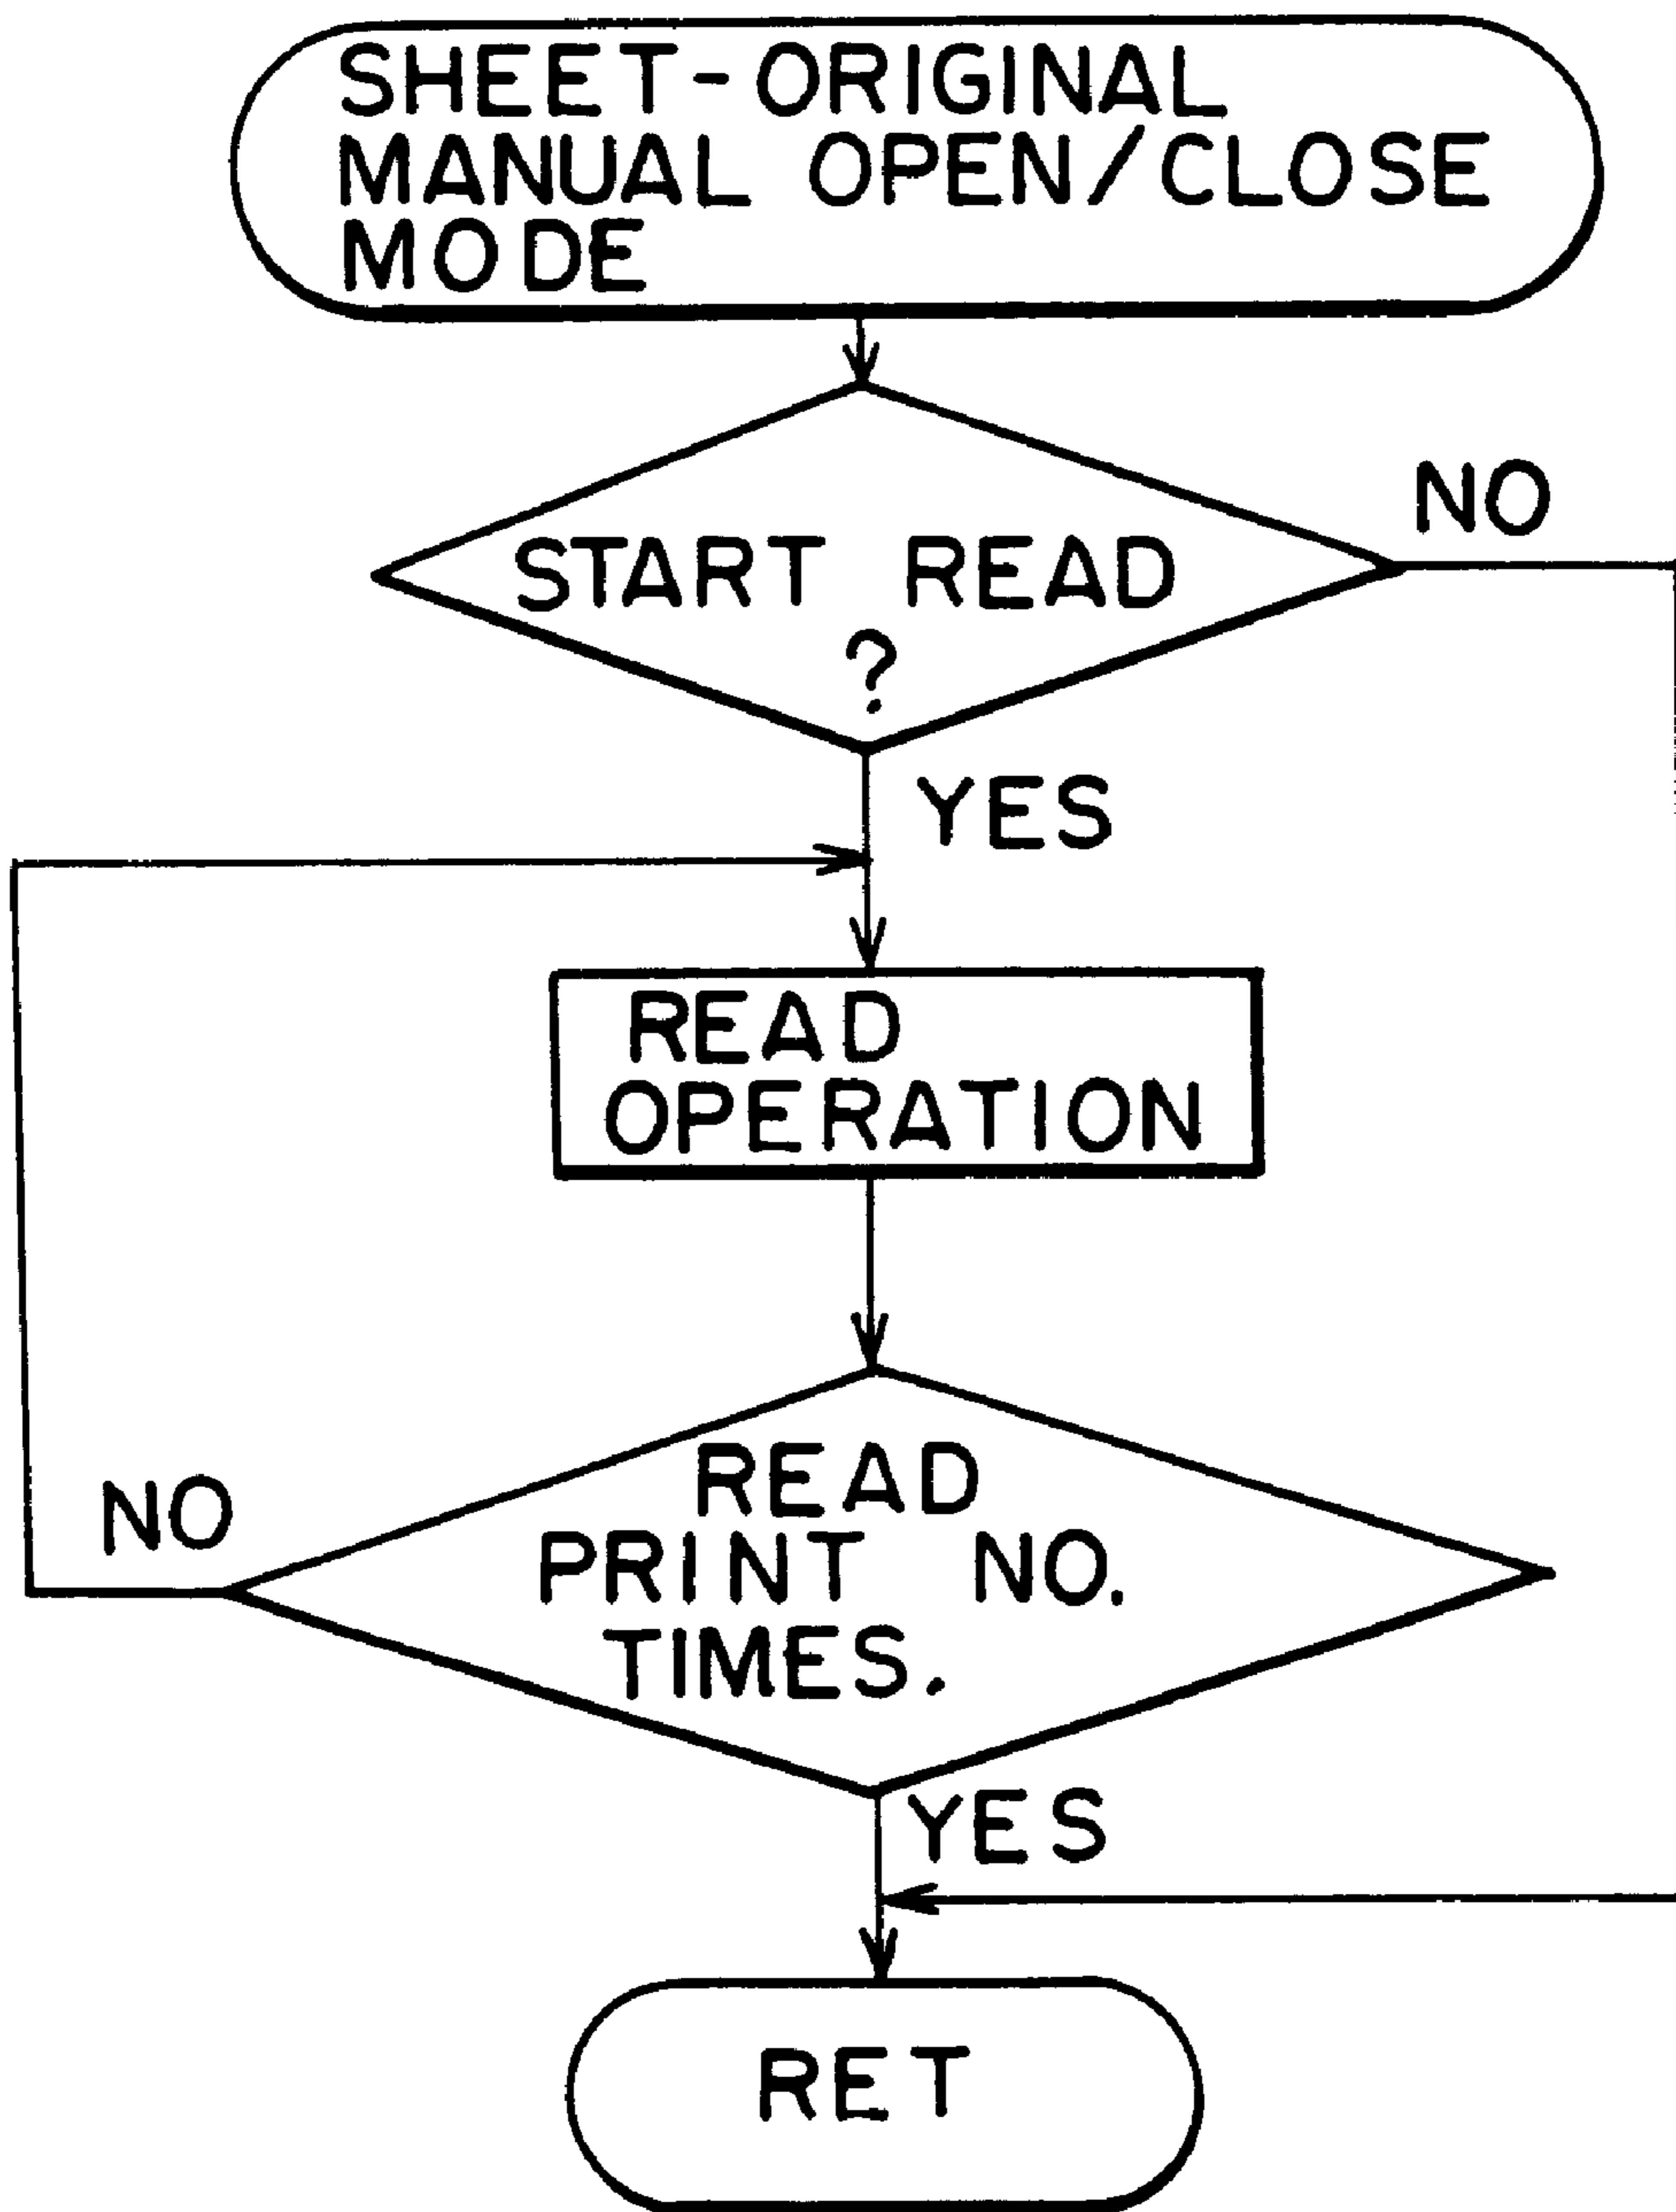 SHEET-ORIGINAL
MANUAL OPEN/CLOSE
MODE
NO
START READ
?
YES
READ
OPERATION
READ
NO
PRINT NO.
TIMES.
YES
RET